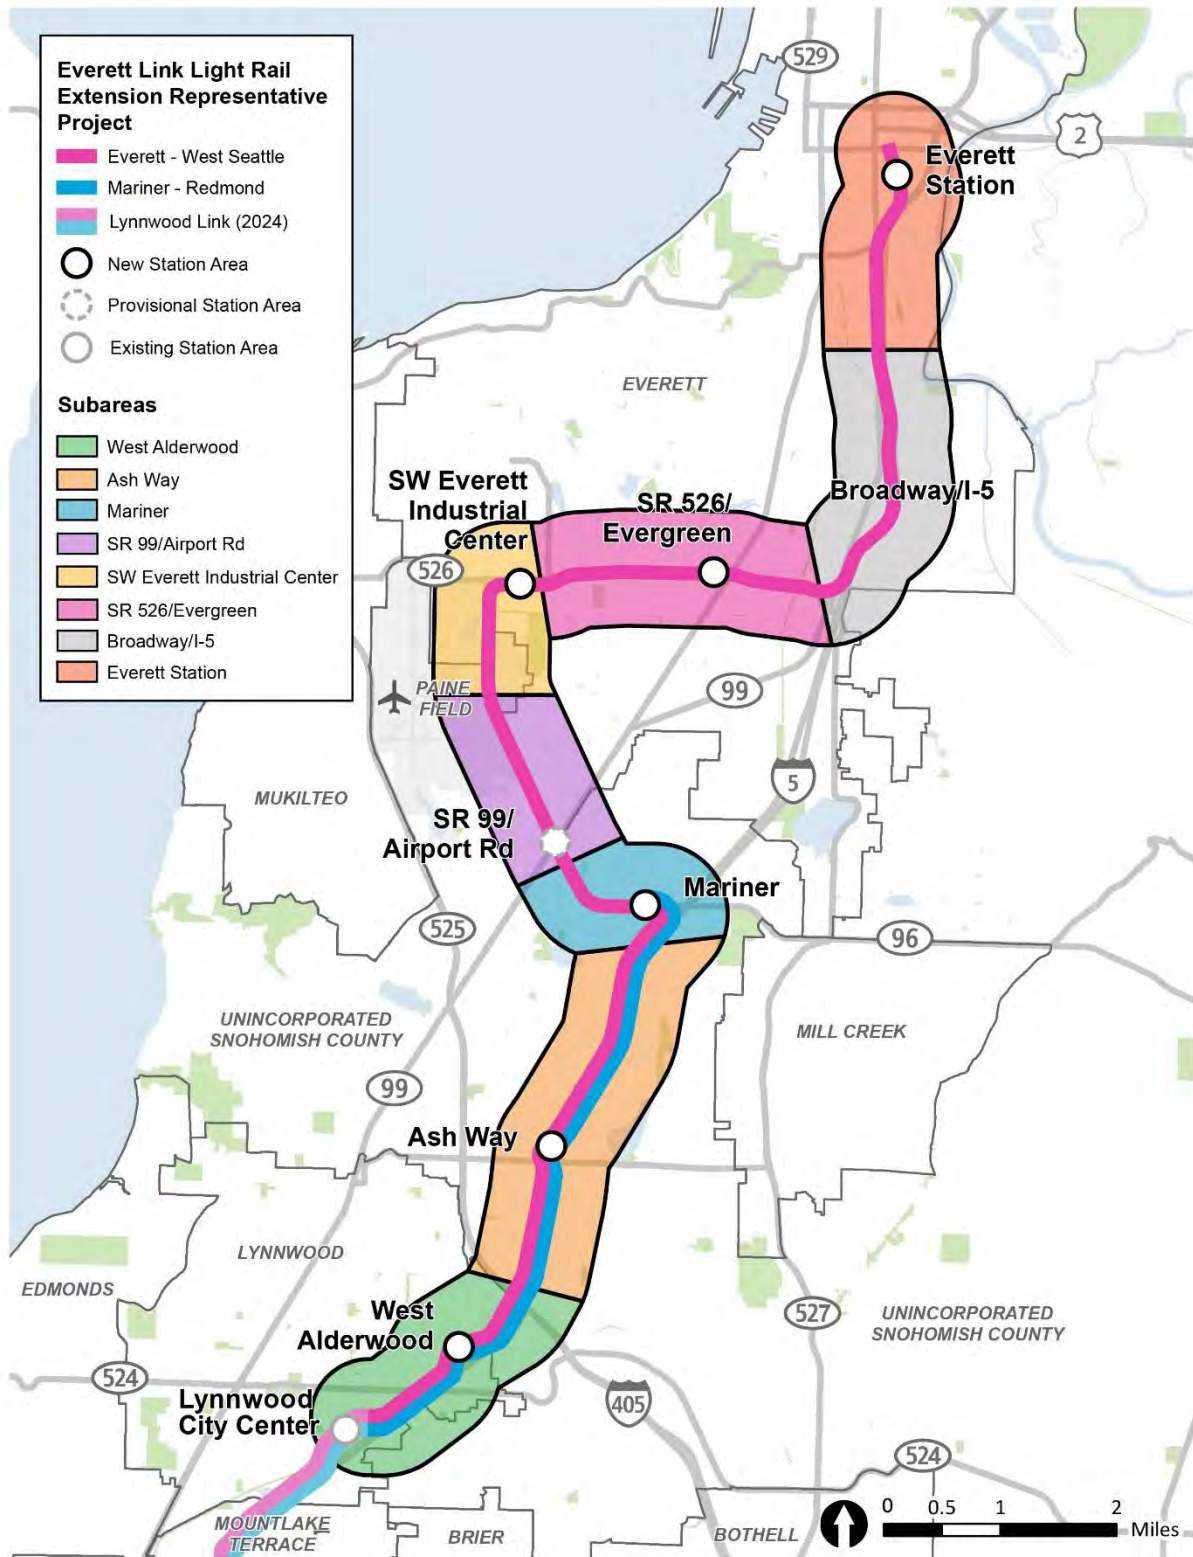 Everett Link Light Rail
Extension Representative
Project
Everett - West Seattle
Mariner - Redmond
Lynnwood Link (2024)
New Station Area
Provisional Station Area
Existing Station Area
Subareas
West Alderwood
Ash Way
Mariner
SR 99/Airport Rd
SW Everett Industrial Center
SR 526/Evergreen
Broadway/I-5
Everett Station
529
2
Everett
Station
EVERETT
SW Everett
Industrial
Center
SR 526/
Evergreen
Broadway/I-5
526
PAINE
FIELD
99
5
MUKILTEO
SR 99/
Airport Rd
Mariner
525
96
UNINCORPORATED
SNOHOMISH COUNTY
MILL CREEK
99
Ash Way
LYNNWOOD
EDMONDS
West
Alderwood
527
UNINCORPORATED
SNOHOMISH COUNTY
524
Lynnwood
City Center
405
524
MOUNTLAKE
TERRACE
BRIER
BOTHELL
0 0.5 1 2
Miles